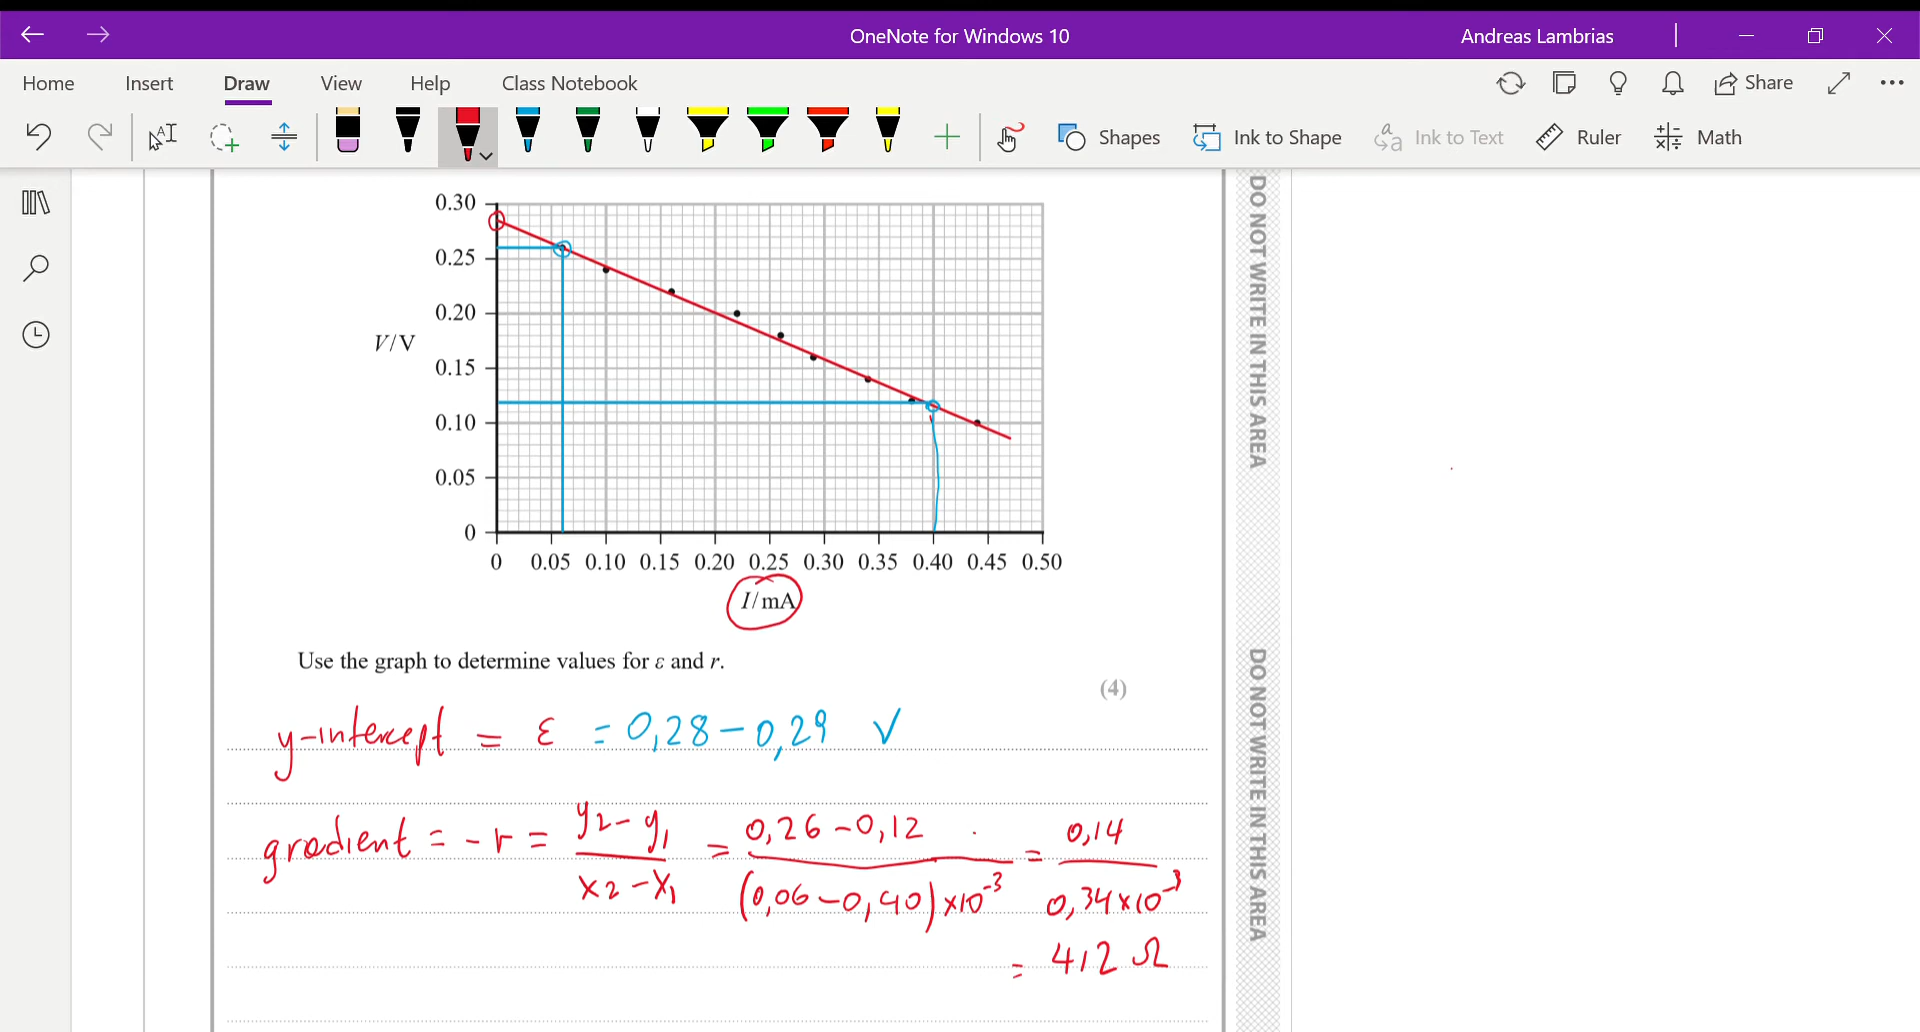 OneNote for Windows 10
Andreas Lambrias
Home Insert Draw View Help Class Notebook
Share
Shapes Ink to Shape Ink to Text Ruler Math
0.30
0.25
0.20
V/V
0.15
0.10
0.05
0
0 0.05 0.10 0.15 0.20 0.25 0.30 0.35 0.40 0.45 0.50
I/mA
Use the graph to determine values for ε and r.
(4)
y-intercept = ε = 0,28 – 0,29 V
gradient = -r = y2-y1 / x2-x1 = 0,26-0,12 / (0,06-0,40)×10^-3 = 0,14 / 0,34×10^-3
= 412 Ω
DO NOT WRITE IN THIS AREA
DO NOT WRITE IN THIS AREA